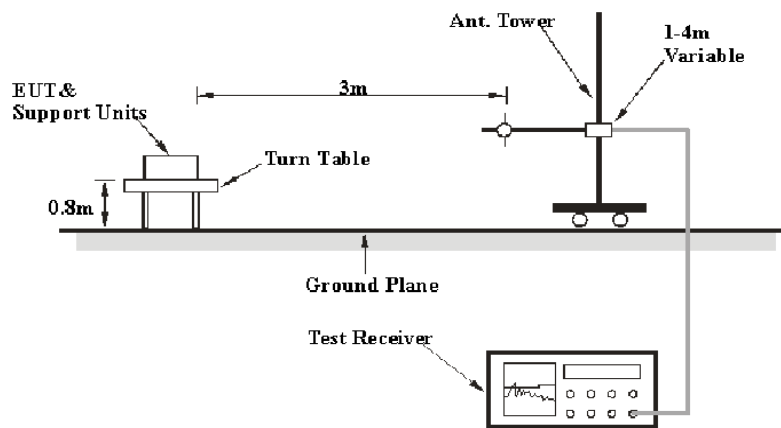 Ant. Tower
1-4m
Variable
EUT&
Support Units
3m
Turn Table
0.8m
Ground Plane
Test Receiver